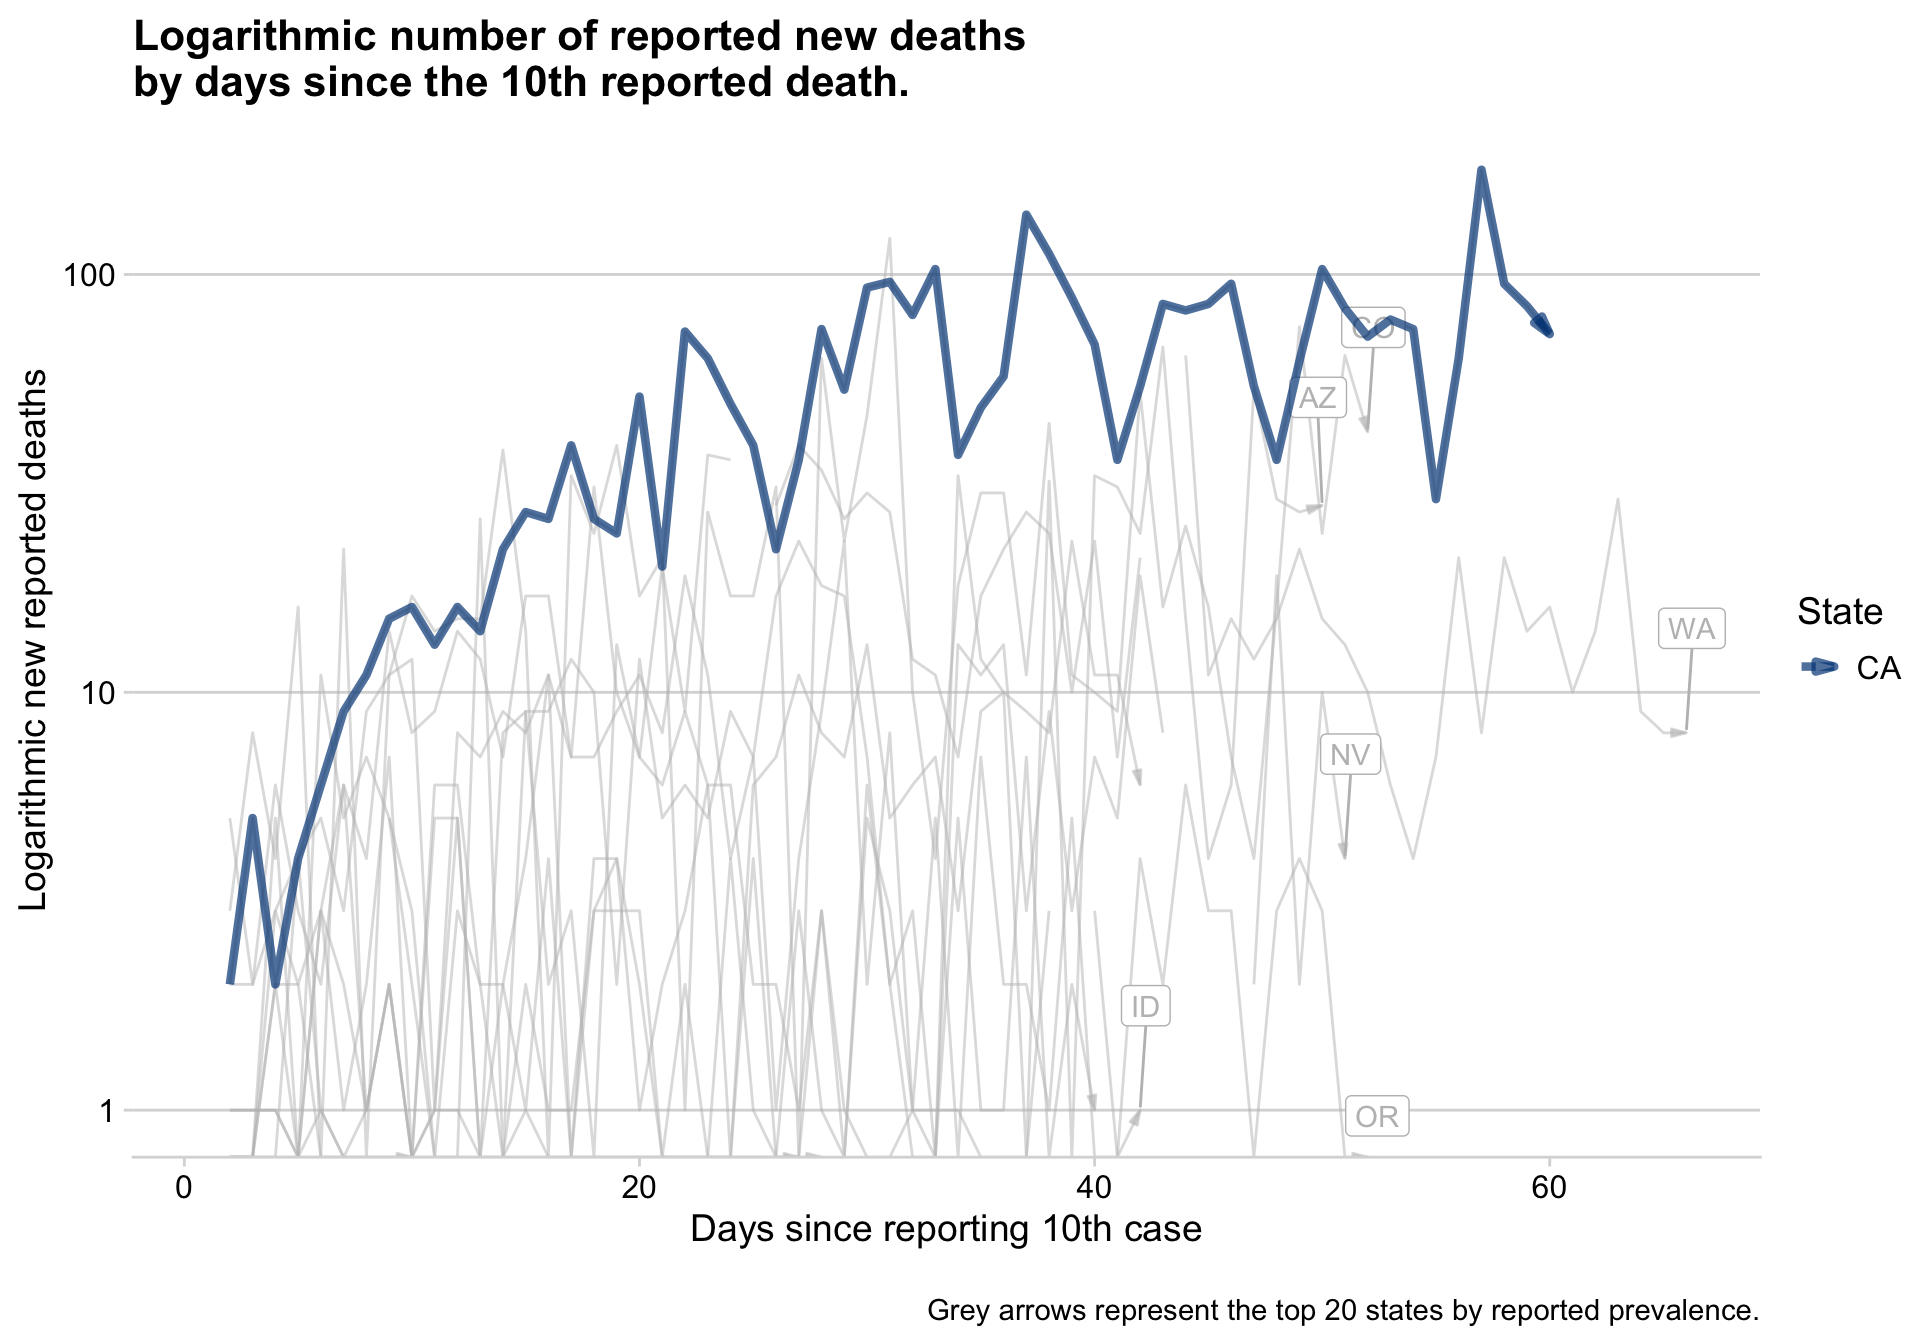 Logarithmic number of reported new deaths
by days since the 10th reported death.
Logarithmic new reported deaths
100
10
1
CO
AZ
WA
NV
ID
OR
State
CA
0 20 40 60
Days since reporting 10th case
Grey arrows represent the top 20 states by reported prevalence.